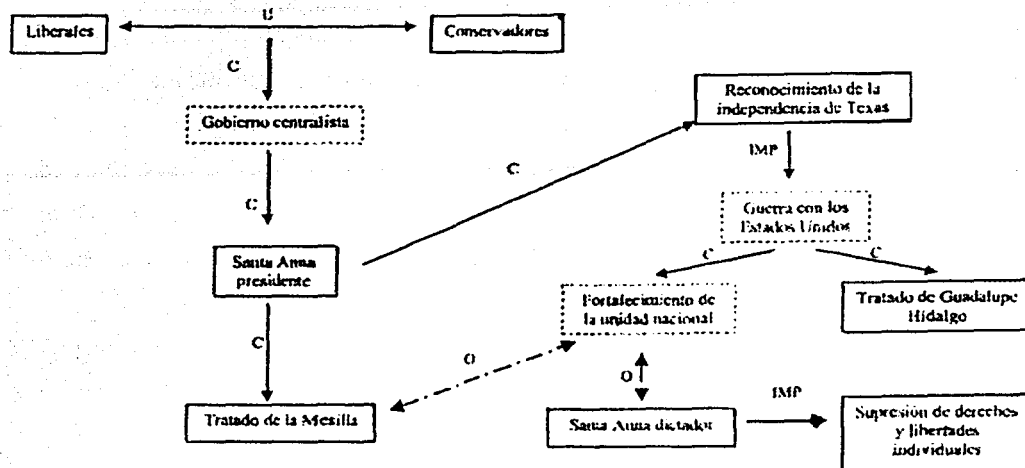 Liberales
Conservadores
C
Gobierno centralista
C
Santa Anna
presidente
C
Tratado de la Mesilla
C
Reconocimiento de la
independencia de Texas
IMP
Guerra con los
Estados Unidos
C
C
Fortalecimiento de
la unidad nacional
Tratado de Guadalupe
Hidalgo
O
O
Santa Anna dictador
IMP
Supresión de derechos
y libertades
individuales